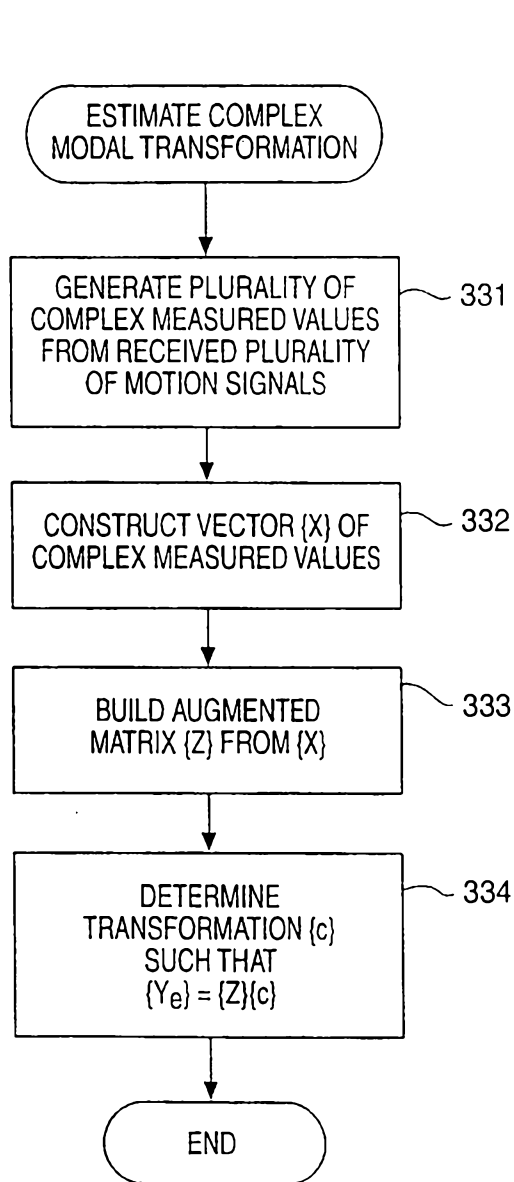 ESTIMATE COMPLEX
MODAL TRANSFORMATION
GENERATE PLURALITY OF
COMPLEX MEASURED VALUES
FROM RECEIVED PLURALITY
OF MOTION SIGNALS
331
CONSTRUCT VECTOR {X} OF
COMPLEX MEASURED VALUES
332
BUILD AUGMENTED
MATRIX {Z} FROM {X}
333
DETERMINE
TRANSFORMATION {c}
SUCH THAT
{Ye} = {Z}{c}
334
END